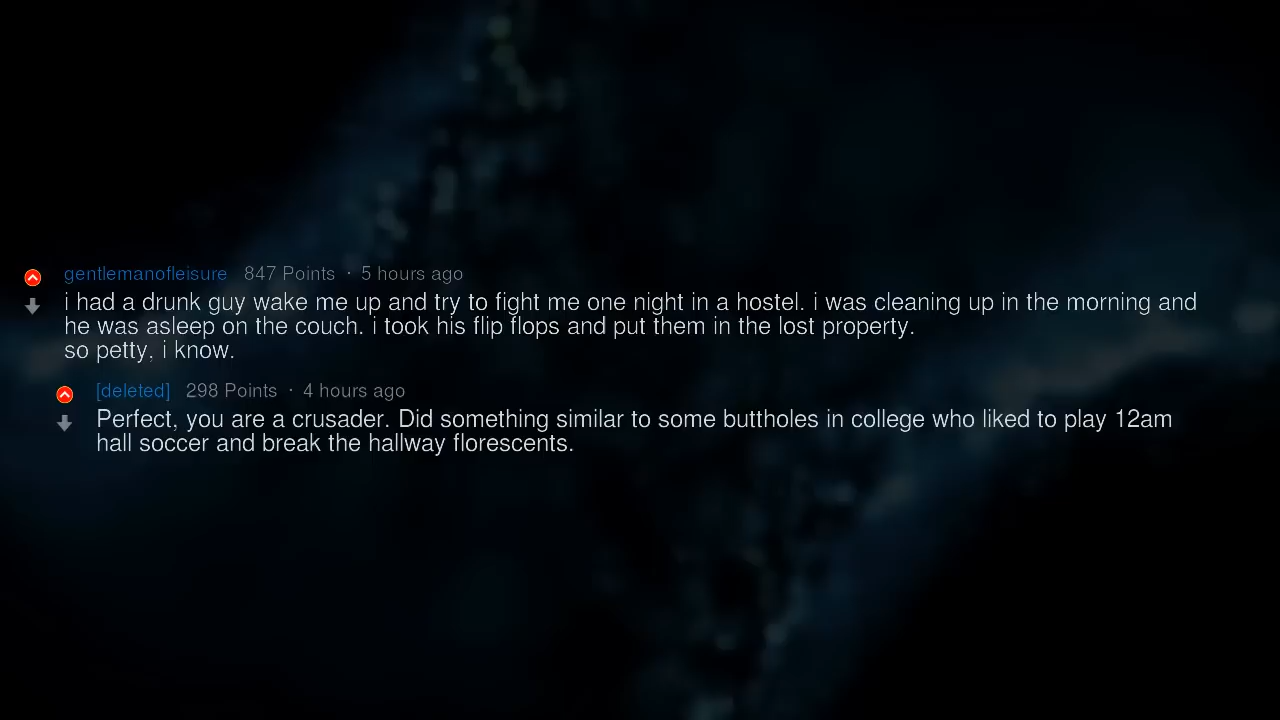 gentlemanofleisure 847 Points · 5 hours ago
i had a drunk guy wake me up and try to fight me one night in a hostel. i was cleaning up in the morning and
he was asleep on the couch. i took his flip flops and put them in the lost property.
so petty, i know.
[deleted] 298 Points · 4 hours ago
Perfect, you are a crusader. Did something similar to some buttholes in college who liked to play 12am
hall soccer and break the hallway florescents.